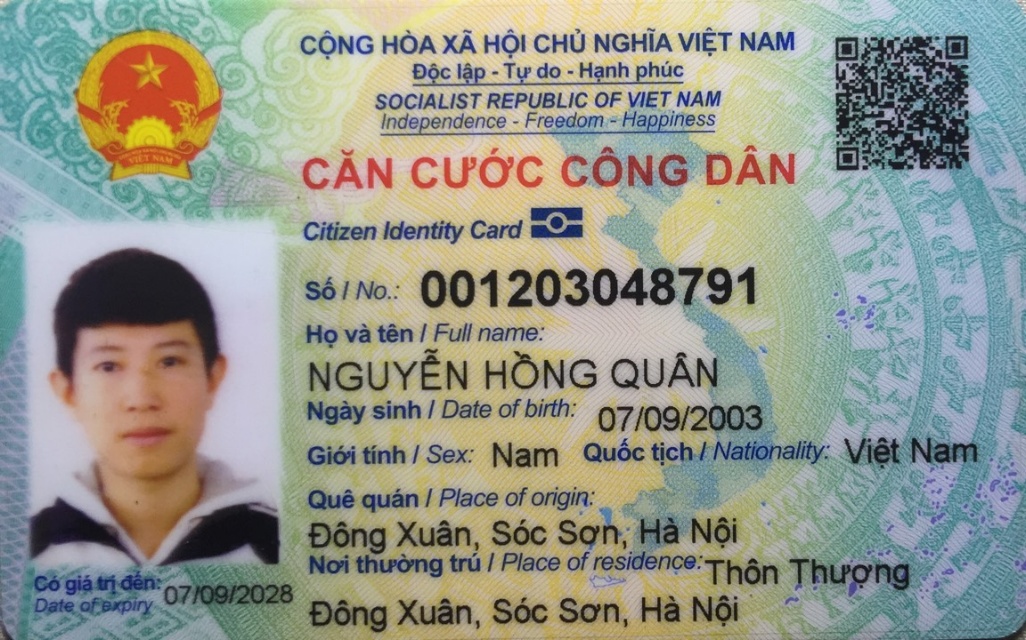 CỘNG HÒA XÃ HỘI CHỦ NGHĨA VIỆT NAM
Độc lập - Tự do - Hạnh phúc
SOCIALIST REPUBLIC OF VIET NAM
Independence - Freedom - Happiness
CĂN CƯỚC CÔNG DÂN
Citizen Identity Card
VIỆT NAM
Số / No.: 001203048791
Họ và tên / Full name:
NGUYỄN HỒNG QUÂN
Ngày sinh / Date of birth: 07/09/2003
Giới tính / Sex: Nam Quốc tịch / Nationality: Việt Nam
Quê quán / Place of origin:
Đông Xuân, Sóc Sơn, Hà Nội
Nơi thường trú / Place of residence: Thôn Thượng
Đông Xuân, Sóc Sơn, Hà Nội
Có giá trị đến: 07/09/2028
Date of expiry